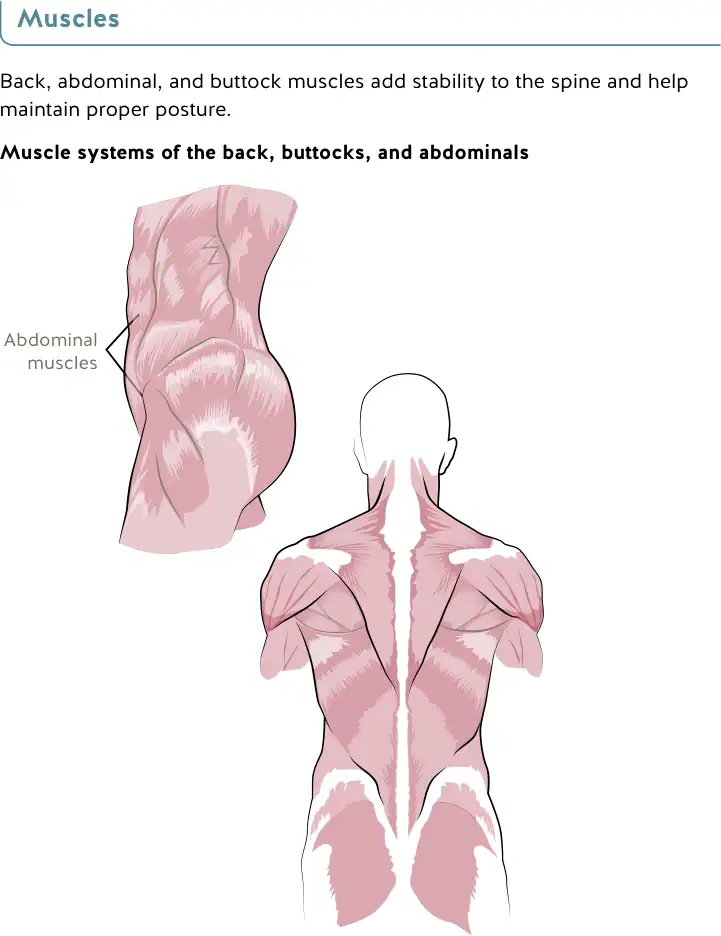 Muscles
Back, abdominal, and buttock muscles add stability to the spine and help
maintain proper posture.
Muscle systems of the back, buttocks, and abdominals
Abdominal
muscles